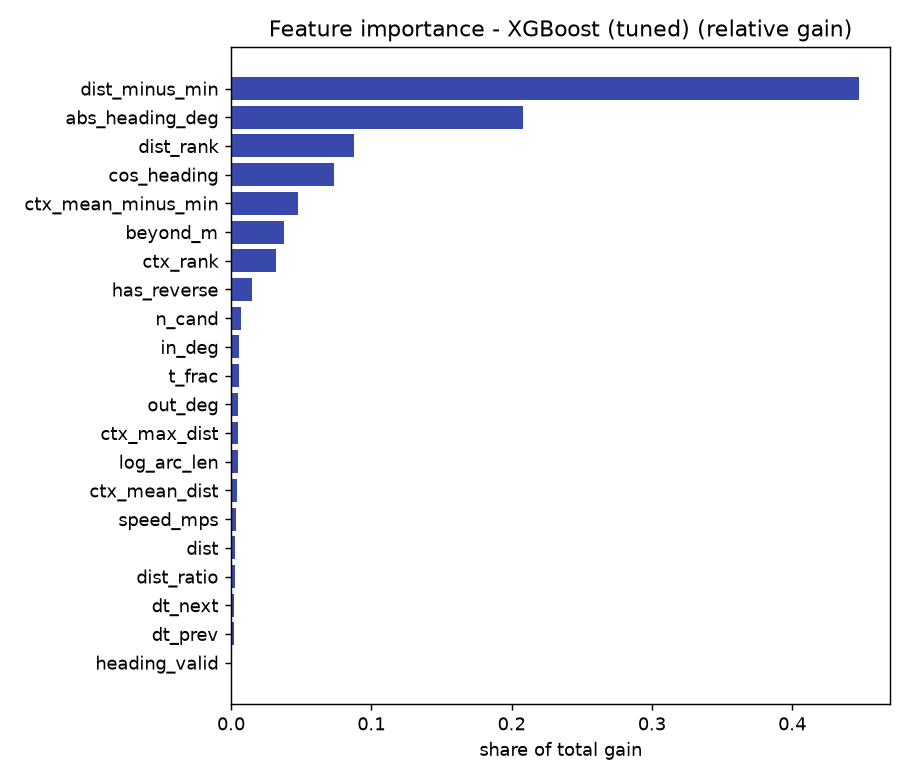 Feature importance - XGBoost (tuned) (relative gain)
dist_minus_min
abs_heading_deg
dist_rank
cos_heading
ctx_mean_minus_min
beyond_m
ctx_rank
has_reverse
n_cand
in_deg
t_frac
out_deg
ctx_max_dist
log_arc_len
ctx_mean_dist
speed_mps
dist
dist_ratio
dt_next
dt_prev
heading_valid
0.0 0.1 0.2 0.3 0.4
share of total gain